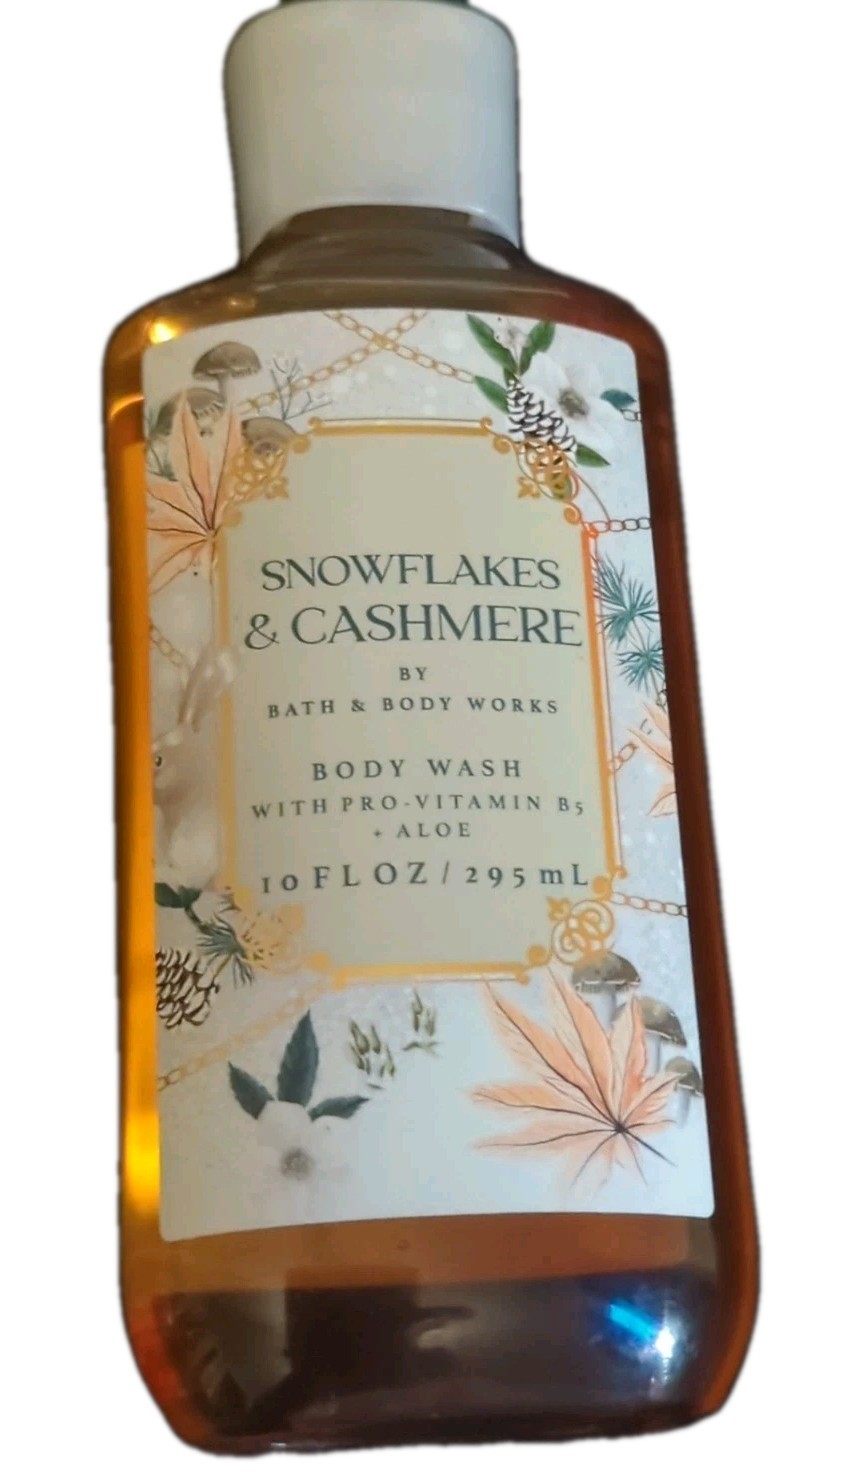 SNOWFLAKES
& CASHMERE
BY
BATH & BODY WORKS
BODY WASH
WITH PRO-VITAMIN B5
+ ALOE
10 FL OZ / 295 mL